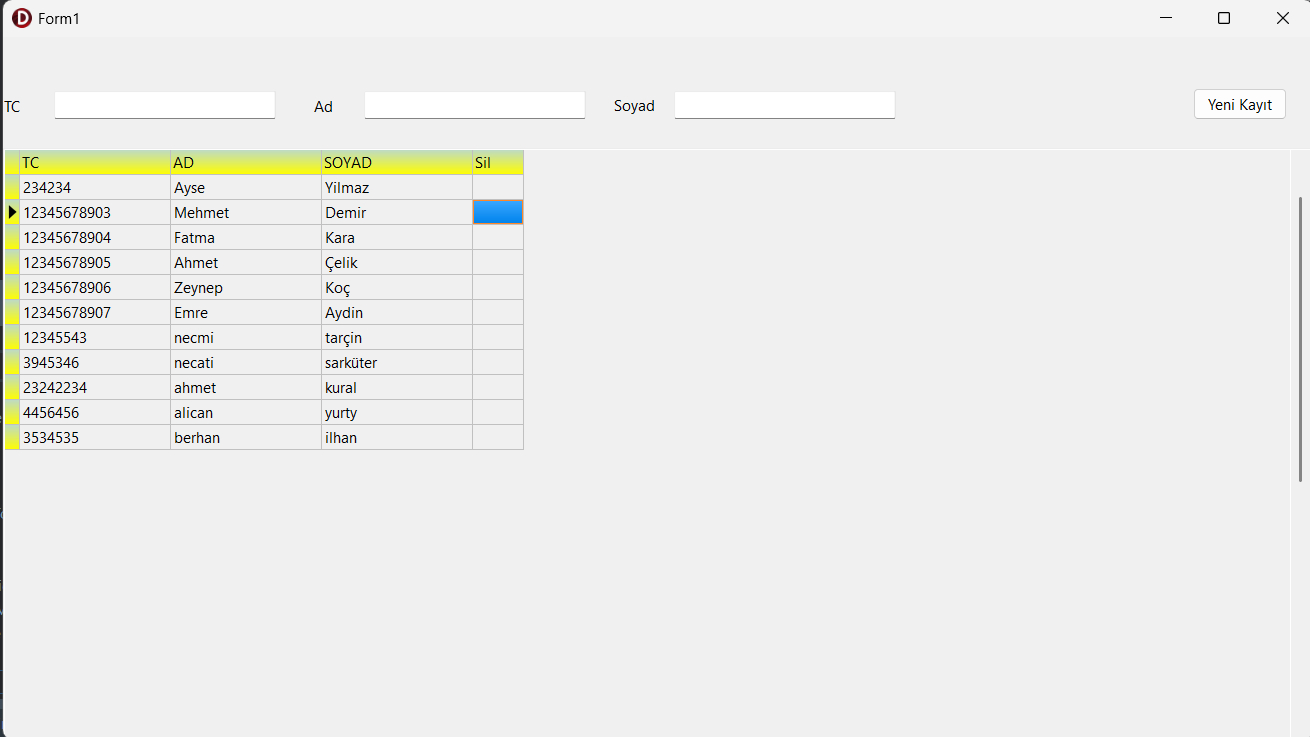 D Form1
TC Ad Soyad Yeni Kayıt
TC AD SOYAD Sil
234234 Ayse Yilmaz
12345678903 Mehmet Demir
12345678904 Fatma Kara
12345678905 Ahmet Çelik
12345678906 Zeynep Koç
12345678907 Emre Aydin
12345543 necmi tarçin
3945346 necati sarküter
23242234 ahmet kural
4456456 alican yurty
3534535 berhan ilhan